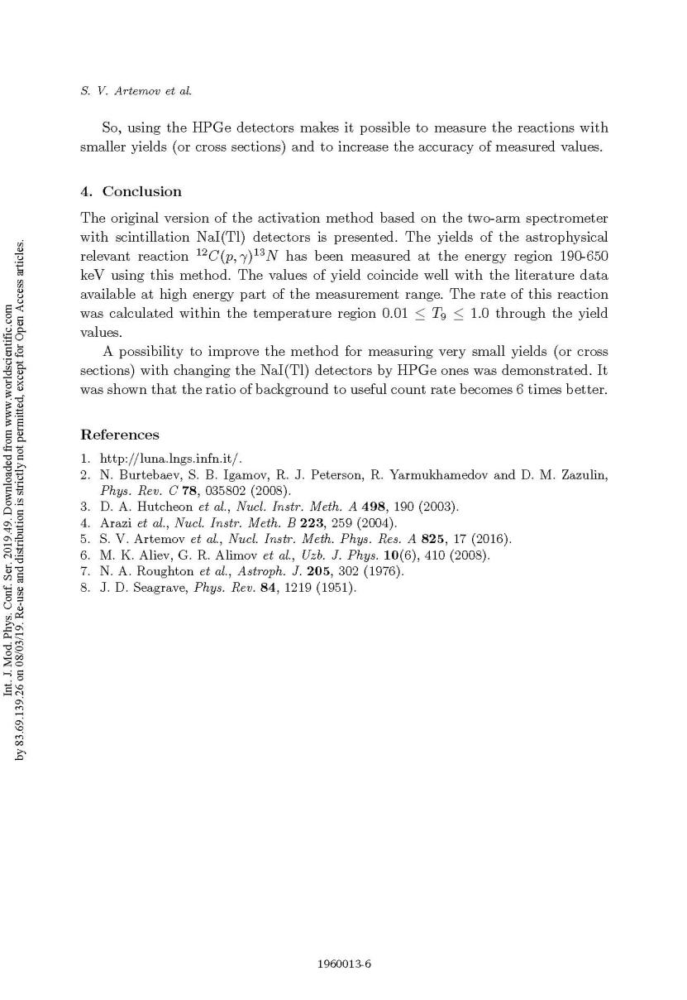 S. V. Artemov et al.
So, using the HPGe detectors makes it possible to measure the reactions with
smaller yields (or cross sections) and to increase the accuracy of measured values.
4. Conclusion
The original version of the activation method based on the two-arm spectrometer
with scintillation NaI(Tl) detectors is presented. The yields of the astrophysical
relevant reaction ¹²C(p, γ)¹³N has been measured at the energy region 190-650
keV using this method. The values of yield coincide well with the literature data
available at high energy part of the measurement range. The rate of this reaction
was calculated within the temperature region 0.01 ≤ T₉ ≤ 1.0 through the yield
values.
A possibility to improve the method for measuring very small yields (or cross
sections) with changing the NaI(Tl) detectors by HPGe ones was demonstrated. It
was shown that the ratio of background to useful count rate becomes 6 times better.
References
1. http://luna.lngs.infn.it/.
2. N. Burtebaev, S. B. Igamov, R. J. Peterson, R. Yarmukhamedov and D. M. Zazulin,
Phys. Rev. C 78, 035802 (2008).
3. D. A. Hutcheon et al., Nucl. Instr. Meth. A 498, 190 (2003).
4. Arazi et al., Nucl. Instr. Meth. B 223, 259 (2004).
5. S. V. Artemov et al., Nucl. Instr. Meth. Phys. Res. A 825, 17 (2016).
6. M. K. Aliev, G. R. Alimov et al., Uzb. J. Phys. 10(6), 410 (2008).
7. N. A. Roughton et al., Astroph. J. 205, 302 (1976).
8. J. D. Seagrave, Phys. Rev. 84, 1219 (1951).
Int. J. Mod. Phys. Conf. Ser. 2019.49. Downloaded from www.worldscientific.com
by 83.69.139.26 on 08/03/19. Re-use and distribution is strictly not permitted, except for Open Access articles.
1960013-6